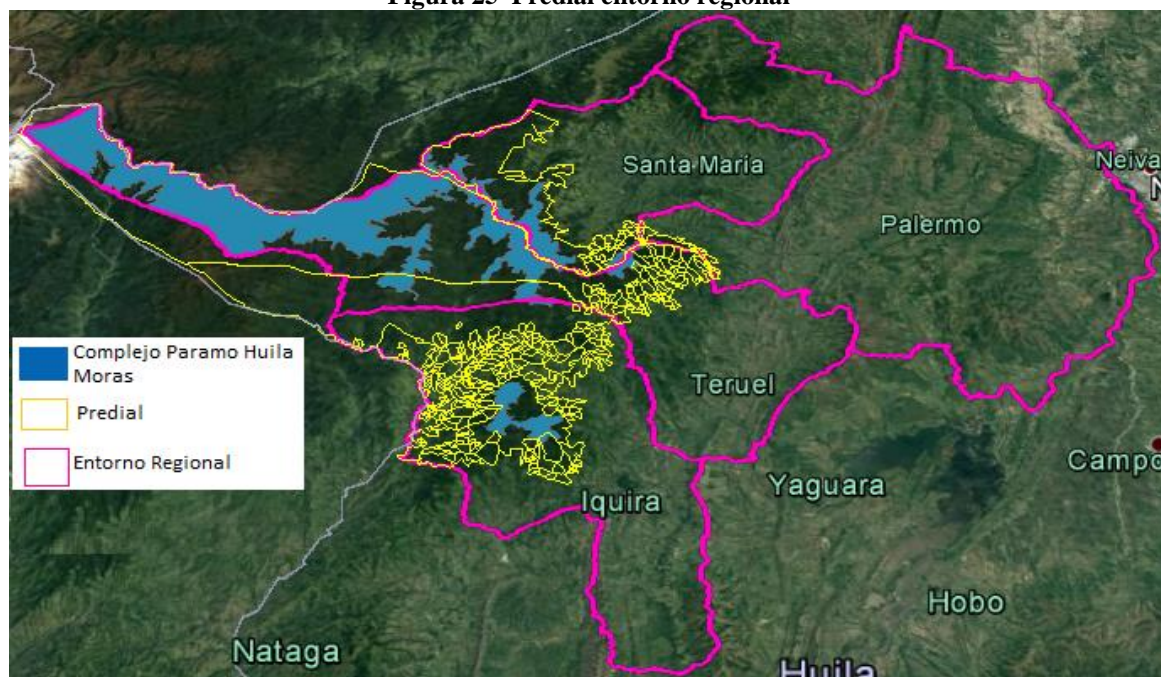 Figura 25 Predial entorno regional
Santa Maria
Neiva
N
Palermo
Complejo Paramo Huila
Moras
Predial
Entorno Regional
Teruel
Campo
Yaguara
Iquira
Hobo
Nataga
Huila